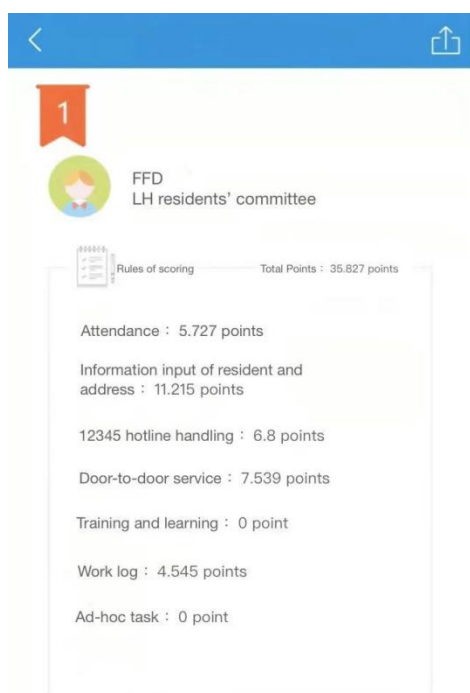 1
FFD
LH residents' committee
Rules of scoring
Total Points： 35.827 points
Attendance： 5.727 points
Information input of resident and
address： 11.215 points
12345 hotline handling： 6.8 points
Door-to-door service： 7.539 points
Training and learning： 0 point
Work log： 4.545 points
Ad-hoc task： 0 point